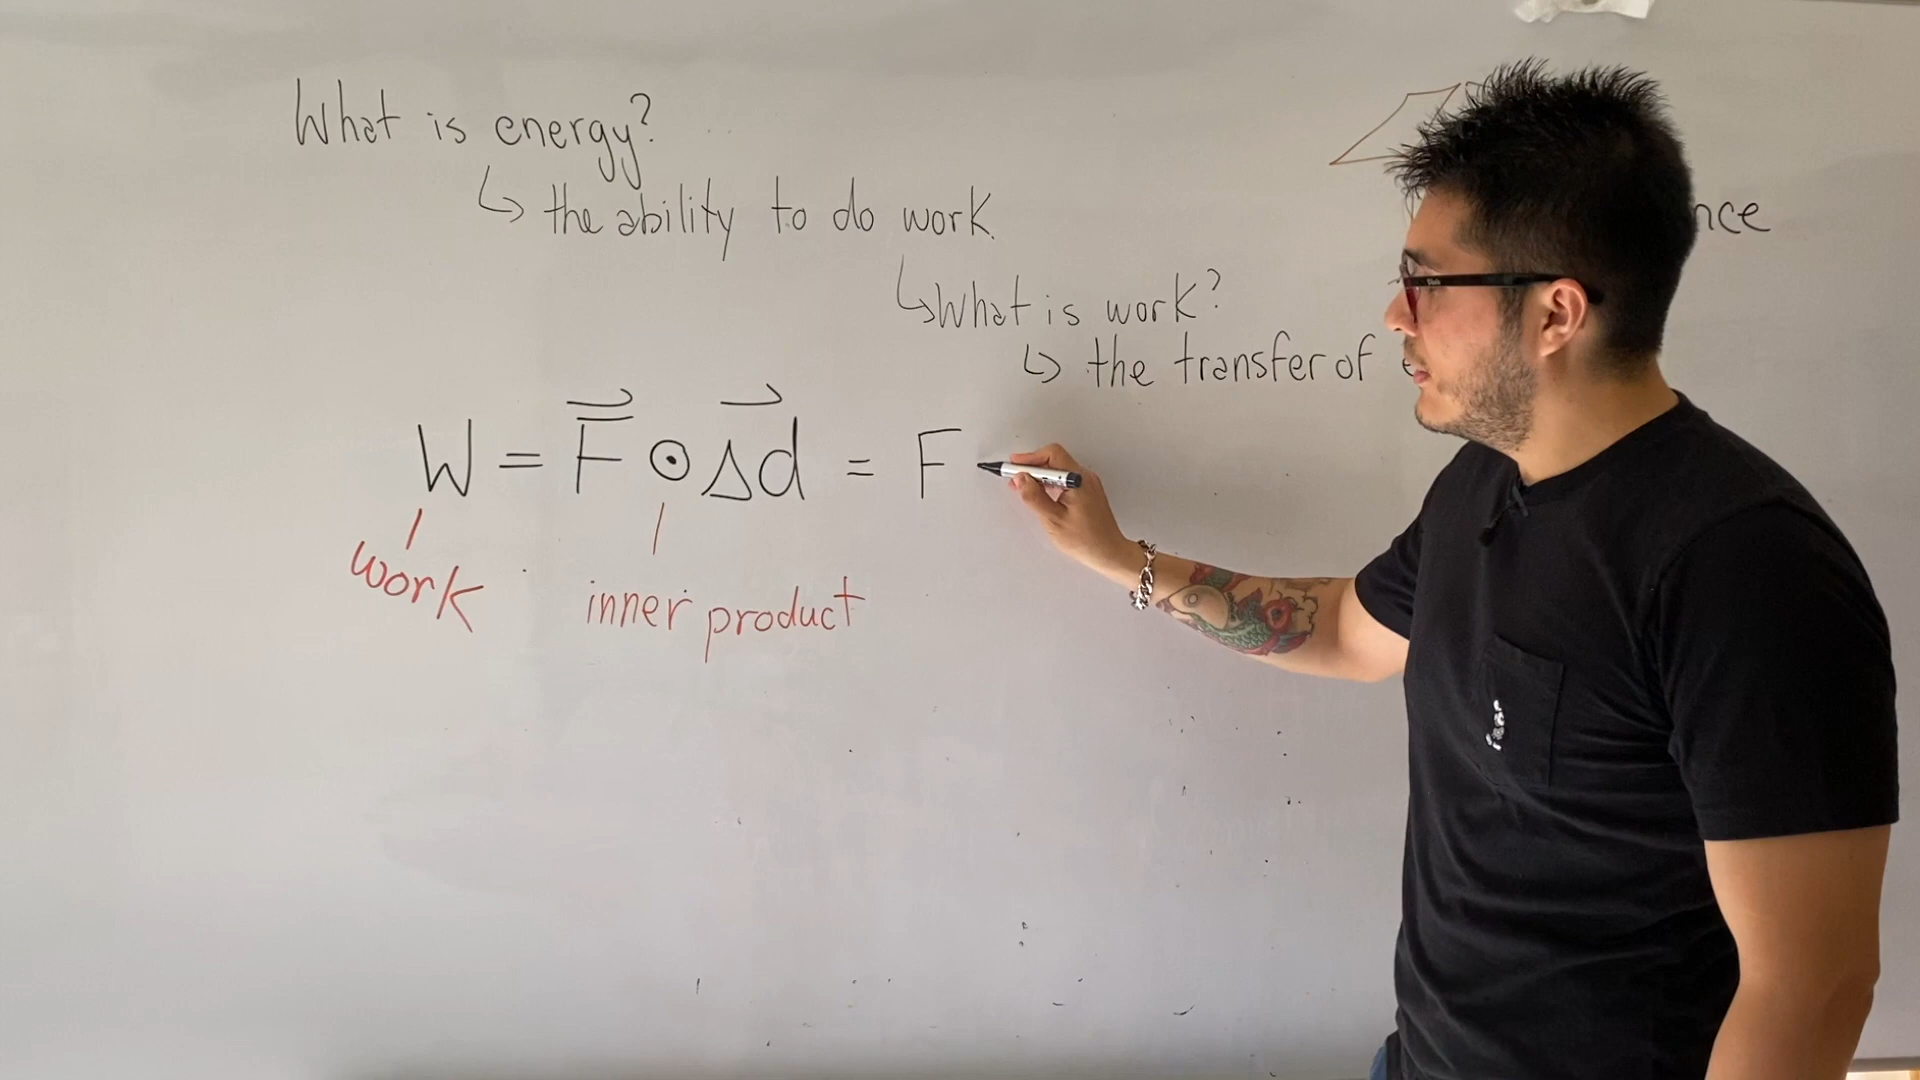 What is energy?
↳ the ability to do work.
↳ What is work?
↳ the transfer of
W = F⃗ ⊙ Δd⃗ = F
work
inner product